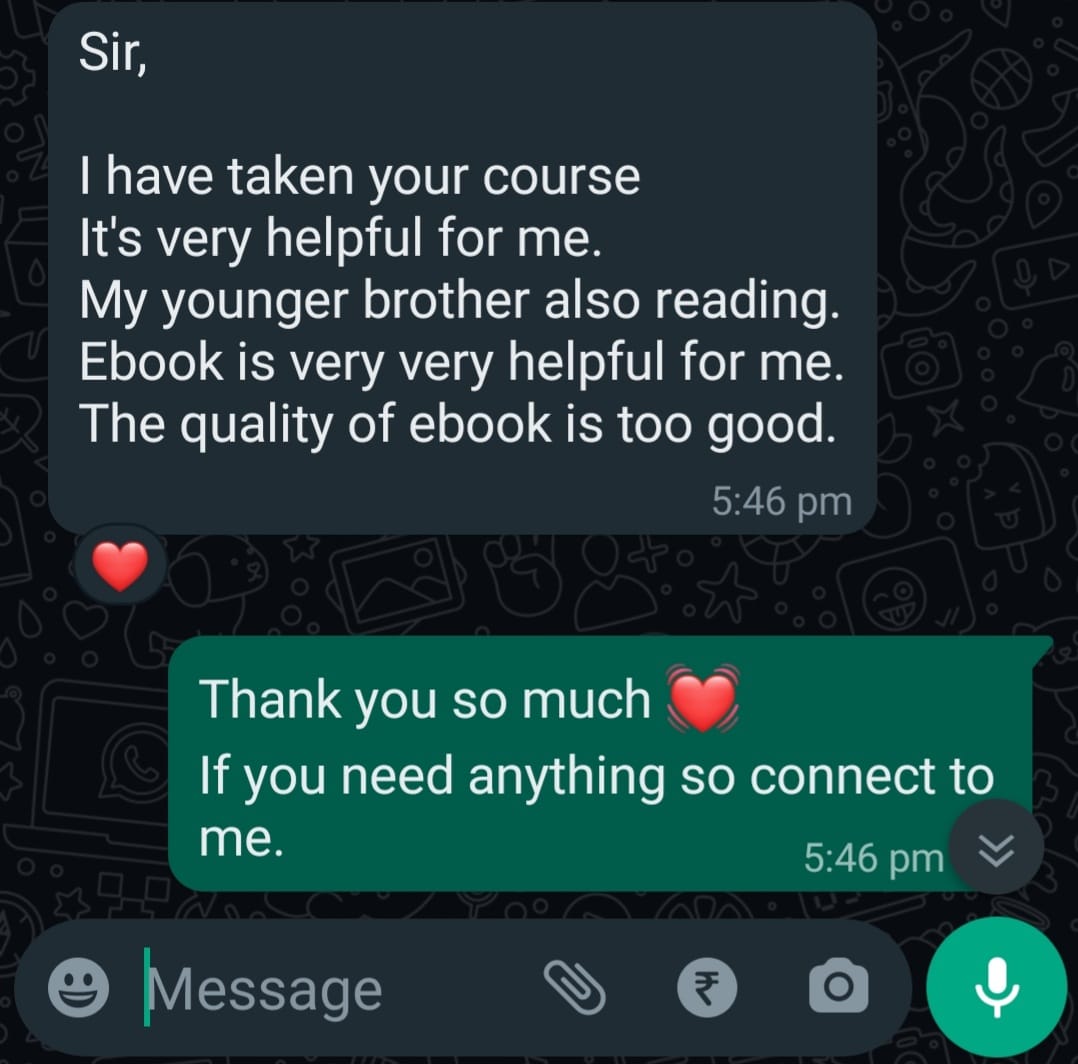 Sir,
I have taken your course
It's very helpful for me.
My younger brother also reading.
Ebook is very very helpful for me.
The quality of ebook is too good.
5:46 pm
Thank you so much
If you need anything so connect to
me.
5:46 pm
Message
₹